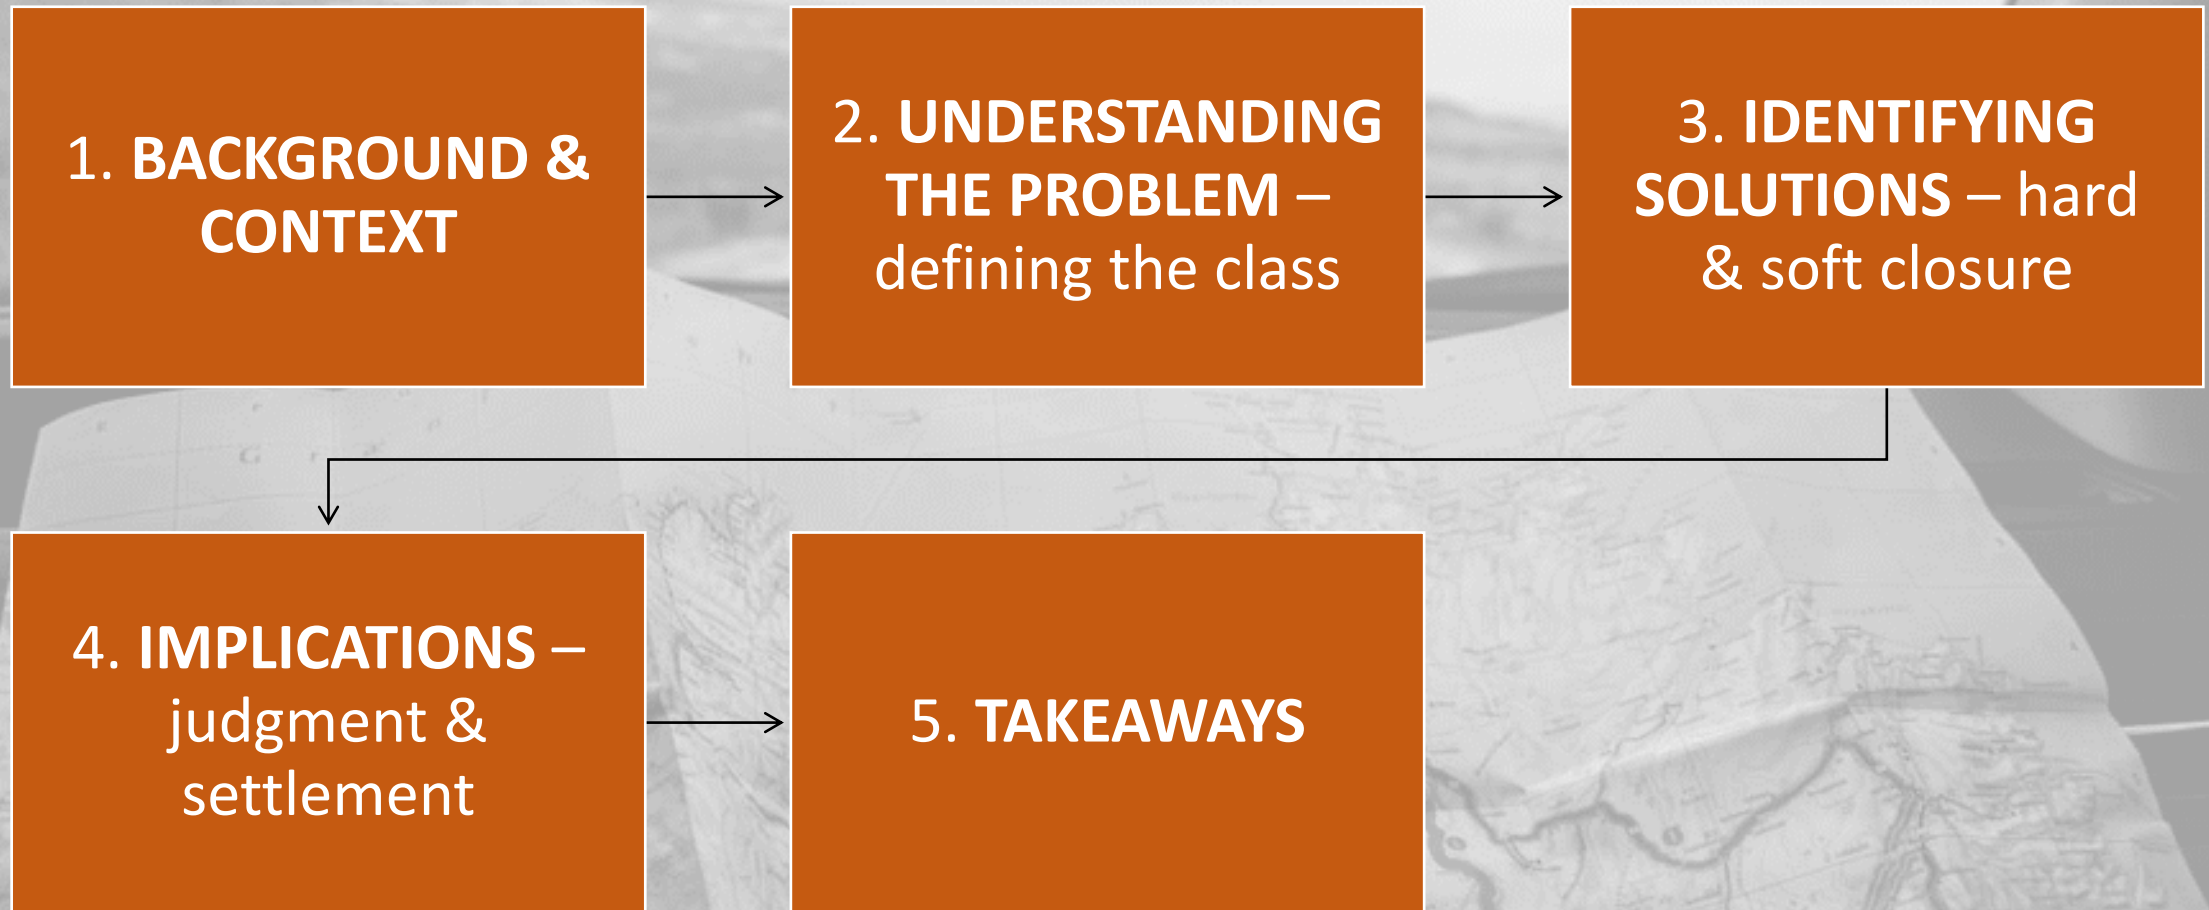 1. BACKGROUND &
CONTEXT
2. UNDERSTANDING
THE PROBLEM –
defining the class
3. IDENTIFYING
SOLUTIONS – hard
& soft closure
4. IMPLICATIONS –
judgment &
settlement
5. TAKEAWAYS